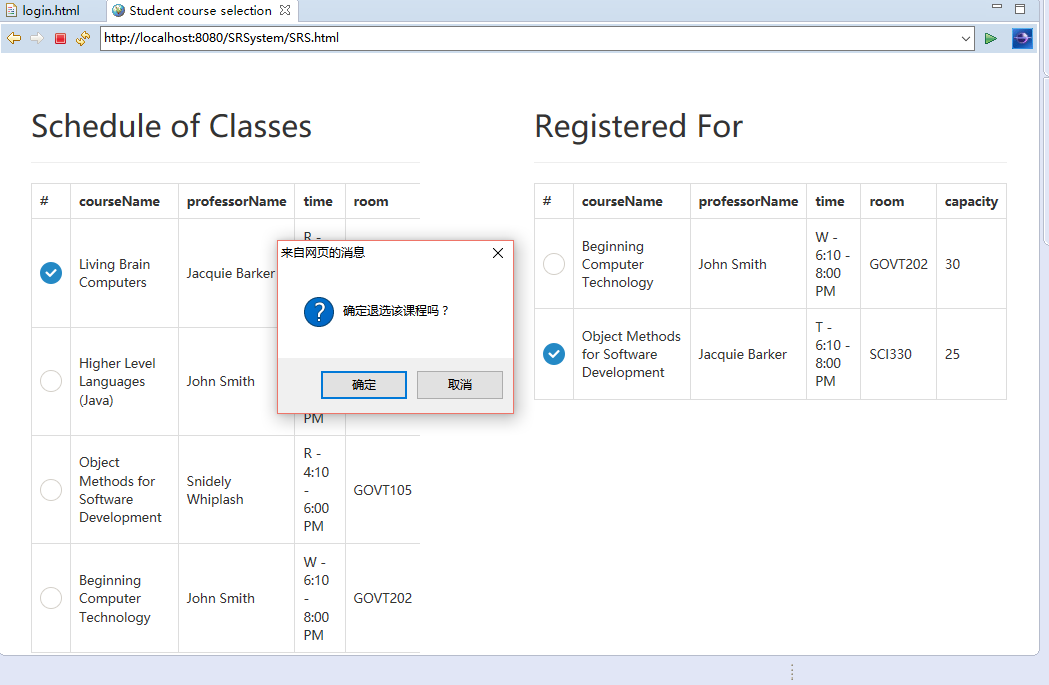 login.html
Student course selection
http://localhost:8080/SRSystem/SRS.html
Schedule of Classes
# courseName professorName time room
Living Brain
Computers
Jacquie Barker
R -
Higher Level
Languages
(Java)
John Smith
PM
Object
Methods for
Software
Development
Snidely
Whiplash
R -
4:10
-
6:00
PM
GOVT105
Beginning
Computer
Technology
John Smith
W -
6:10
-
8:00
PM
GOVT202
来自网页的消息
?
确定退选该课程吗？
确定
取消
Registered For
# courseName professorName time room capacity
Beginning
Computer
Technology
John Smith
W -
6:10 -
8:00
PM
GOVT202
30
Object Methods
for Software
Development
Jacquie Barker
T -
6:10 -
8:00
PM
SCI330
25